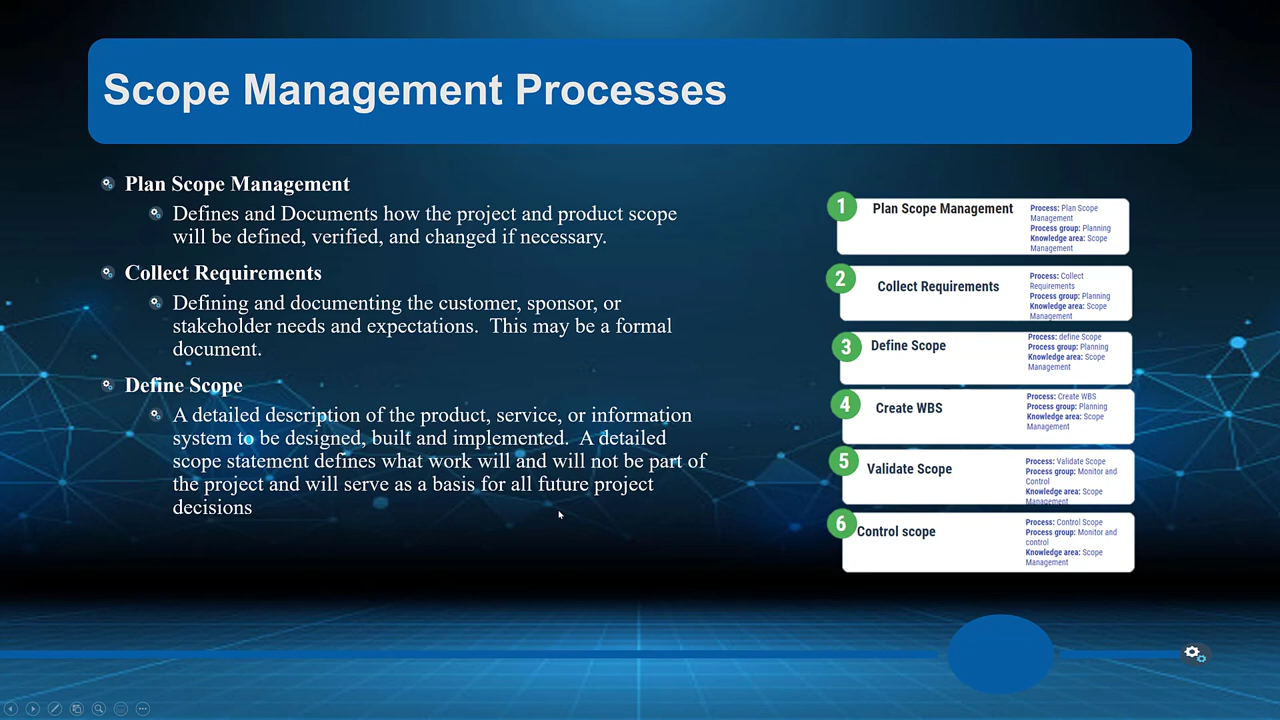 Scope Management Processes
Plan Scope Management
Defines and Documents how the project and product scope
will be defined, verified, and changed if necessary.
Collect Requirements
Defining and documenting the customer, sponsor, or
stakeholder needs and expectations.  This may be a formal
document.
Define Scope
A detailed description of the product, service, or information
system to be designed, built and implemented.  A detailed
scope statement defines what work will and will not be part of
the project and will serve as a basis for all future project
decisions
1
Plan Scope Management
Process: Plan Scope
Management
Process group: Planning
Knowledge area: Scope
Management
2
Collect Requirements
Process: Collect
Requirements
Process group: Planning
Knowledge area: Scope
Management
3
Define Scope
Process: define Scope
Process group: Planning
Knowledge area: Scope
Management
4
Create WBS
Process: Create WBS
Process group: Planning
Knowledge area: Scope
Management
5
Validate Scope
Process: Validate Scope
Process group: Monitor and
Control
Knowledge area: Scope
Management
6
Control scope
Process: Control Scope
Process group: Monitor and
control
Knowledge area: Scope
Management